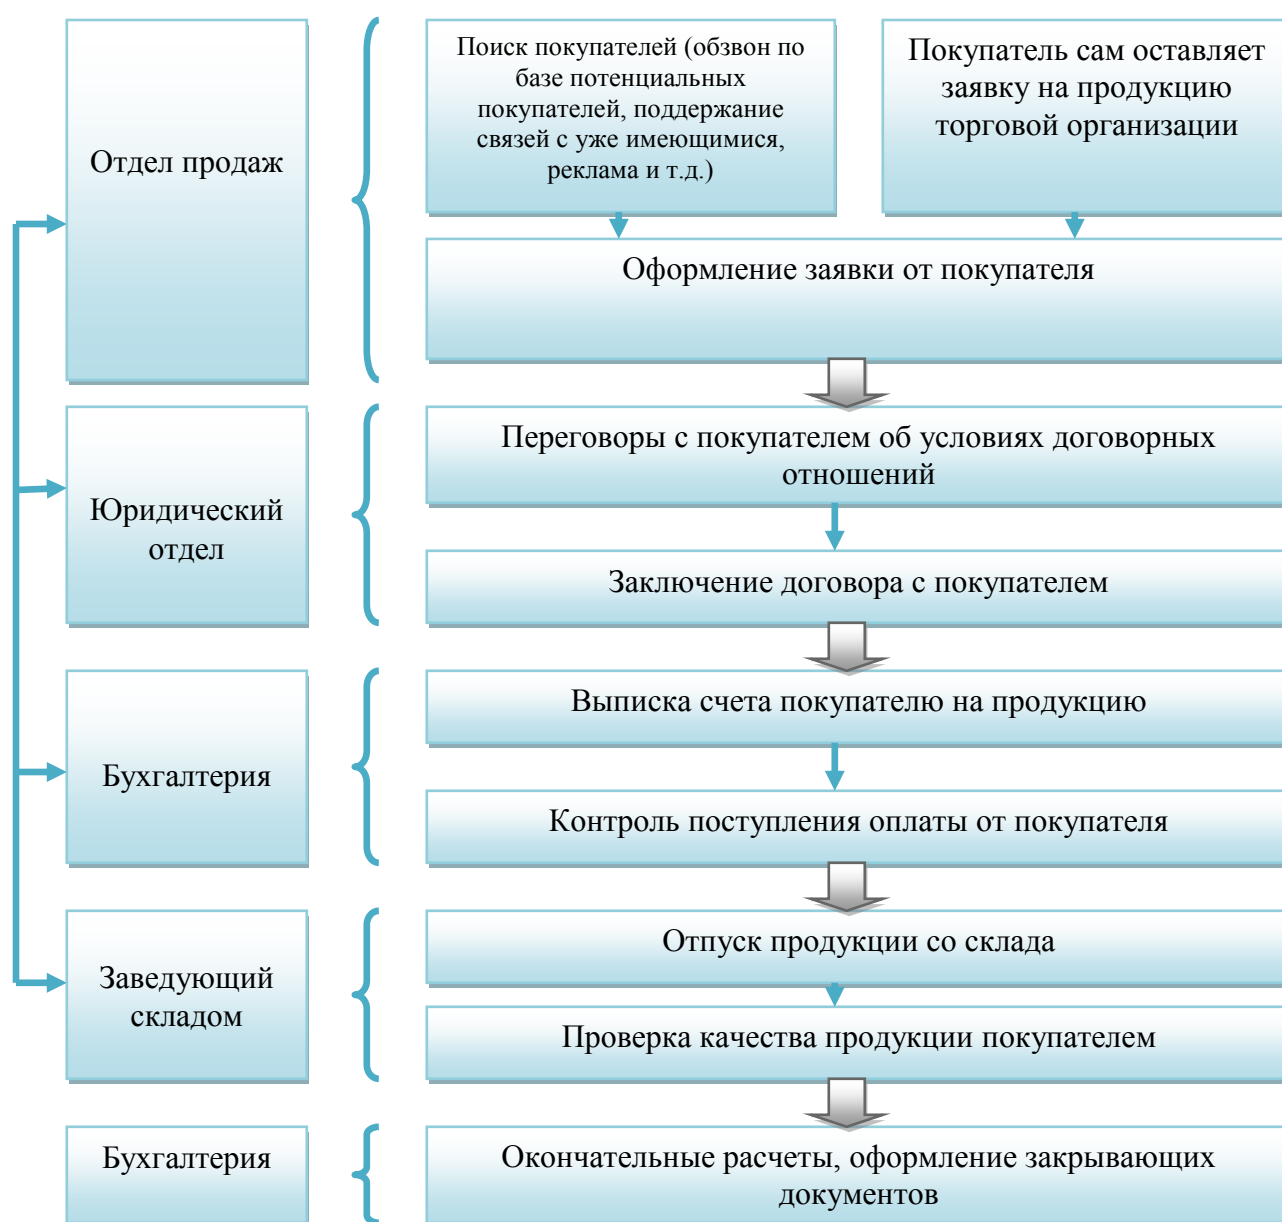 Отдел продаж
Поиск покупателей (обзвон по
базе потенциальных
покупателей, поддержание
связей с уже имеющимися,
реклама и т.д.)
Покупатель сам оставляет
заявку на продукцию
торговой организации
Оформление заявки от покупателя
Юридический
отдел
Переговоры с покупателем об условиях договорных
отношений
Заключение договора с покупателем
Бухгалтерия
Выписка счета покупателю на продукцию
Контроль поступления оплаты от покупателя
Заведующий
складом
Отпуск продукции со склада
Проверка качества продукции покупателем
Бухгалтерия
Окончательные расчеты, оформление закрывающих
документов